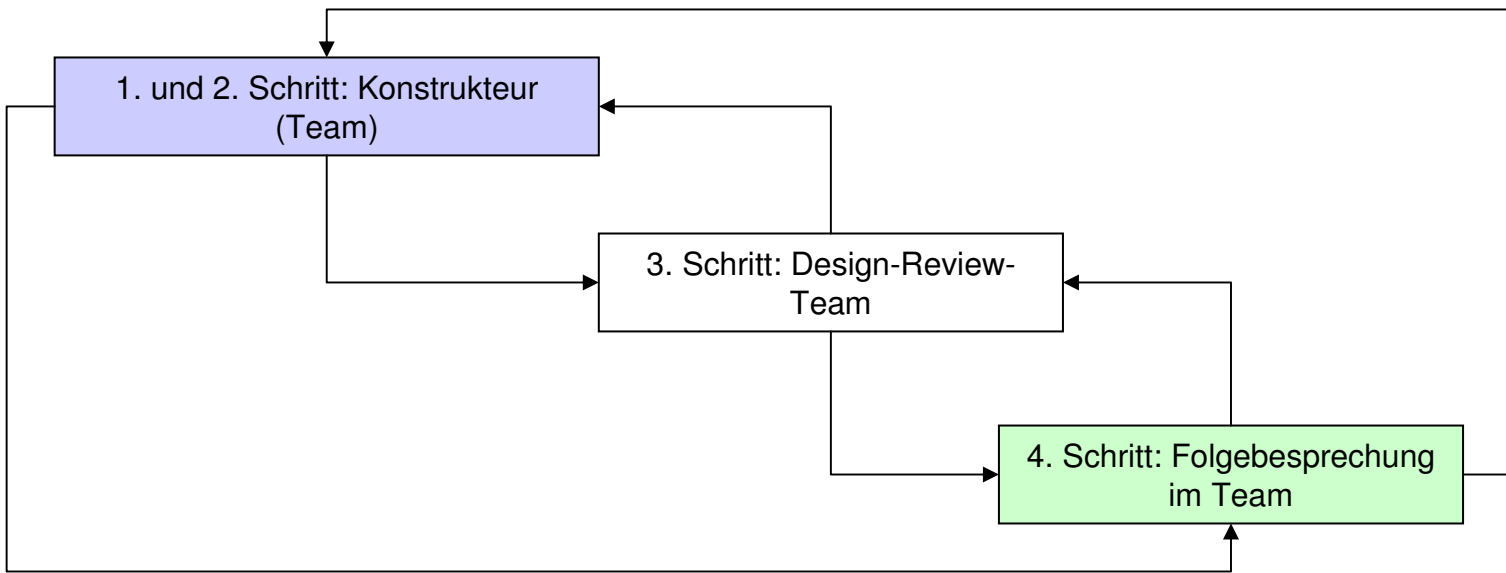 1. und 2. Schritt: Konstrukteur
(Team)
3. Schritt: Design-Review-
Team
4. Schritt: Folgebesprechung
im Team